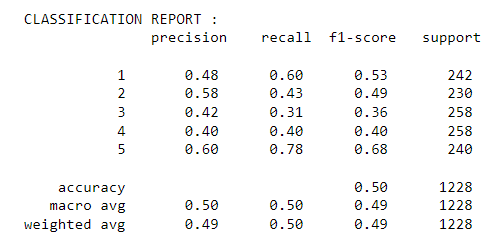 CLASSIFICATION REPORT :
precision recall f1-score support
1 0.48 0.60 0.53 242
2 0.58 0.43 0.49 230
3 0.42 0.31 0.36 258
4 0.40 0.40 0.40 258
5 0.60 0.78 0.68 240
accuracy 0.50 1228
macro avg 0.50 0.50 0.49 1228
weighted avg 0.49 0.50 0.49 1228